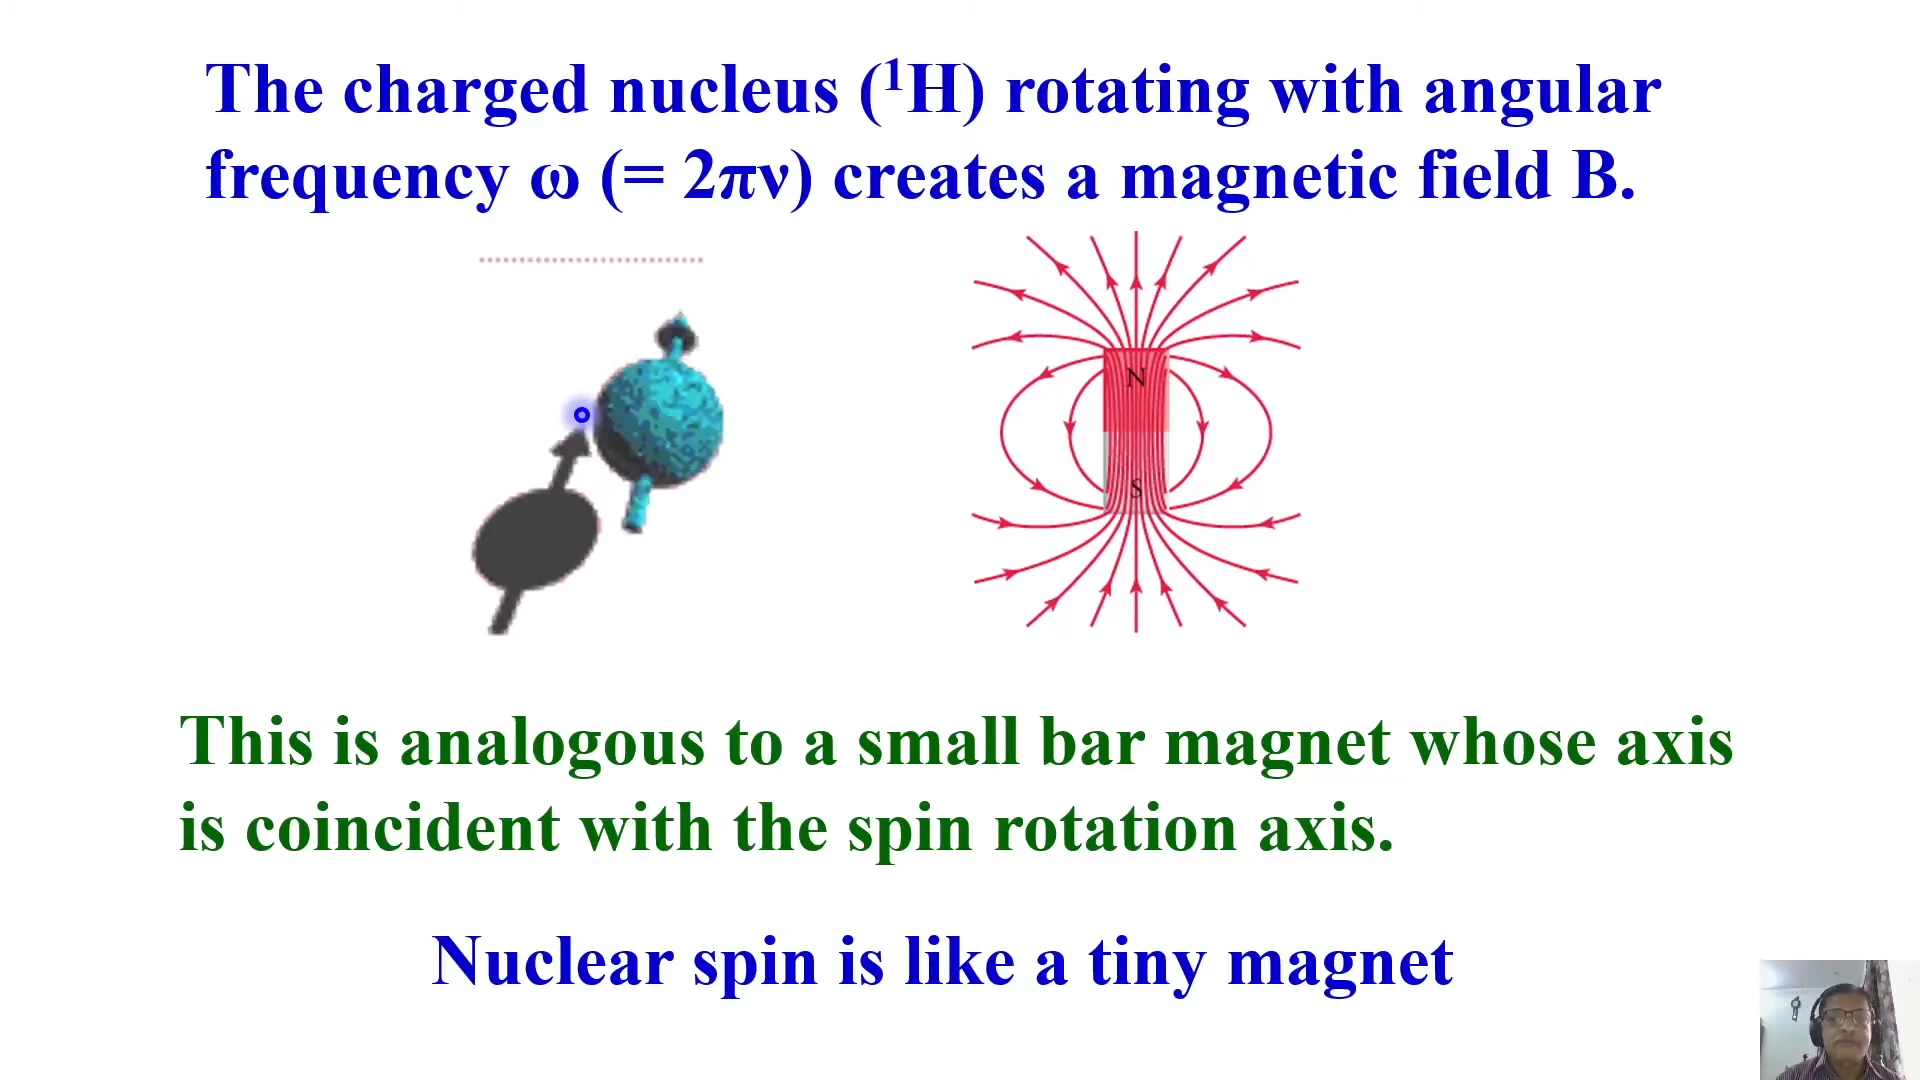 The charged nucleus (¹H) rotating with angular
frequency ω (= 2πν) creates a magnetic field B.
N
S
This is analogous to a small bar magnet whose axis
is coincident with the spin rotation axis.
Nuclear spin is like a tiny magnet